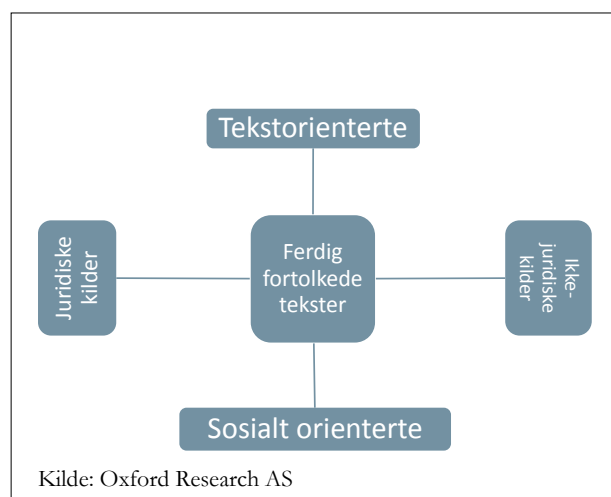 Tekstorienterte
Juridiske
kilder
Ferdig
fortolkede
tekster
Ikke-
juridiske
kilder
Sosialt orienterte
Kilde: Oxford Research AS